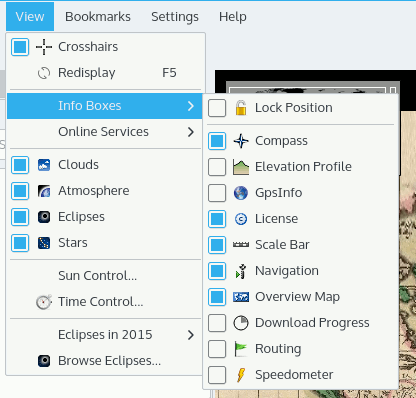 View Bookmarks Settings Help
Crosshairs
Redisplay F5
Info Boxes
Online Services
Clouds
Atmosphere
Eclipses
Stars
Sun Control...
Time Control...
Eclipses in 2015
Browse Eclipses...
Lock Position
Compass
Elevation Profile
GpsInfo
License
Scale Bar
Navigation
Overview Map
Download Progress
Routing
Speedometer